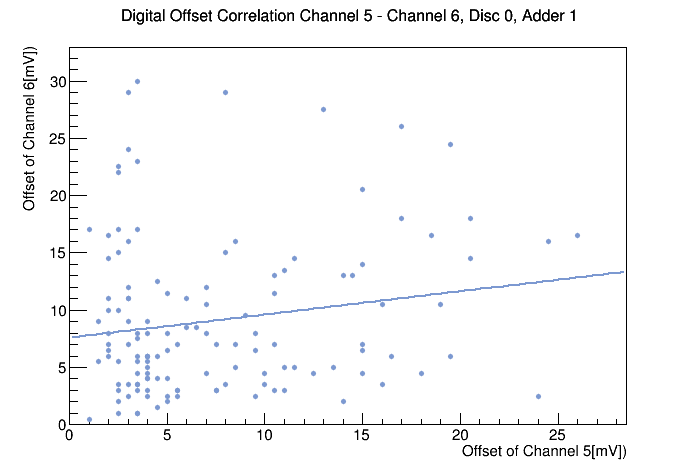 Digital Offset Correlation Channel 5 - Channel 6, Disc 0, Adder 1
Offset of Channel 6[mV])
30
25
20
15
10
5
0
0 5 10 15 20 25
Offset of Channel 5[mV])